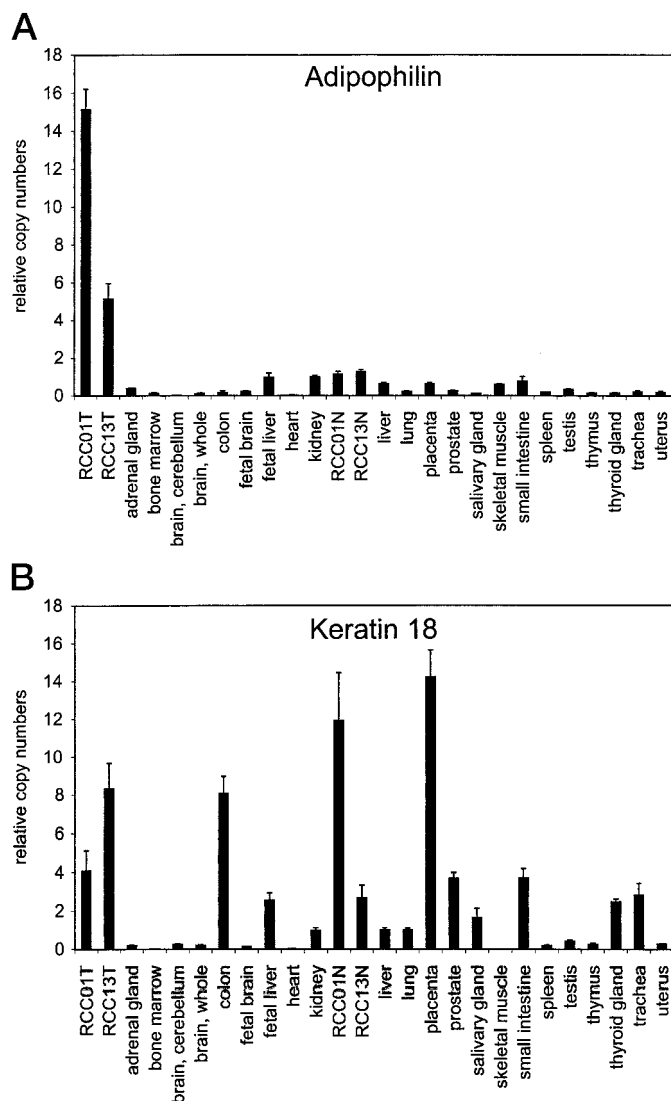 A
Adipophilin
relative copy numbers
18
16
14
12
10
8
6
4
2
0
RCC01T
RCC13T
adrenal gland
bone marrow
brain, cerebellum
brain, whole
colon
fetal brain
fetal liver
heart
kidney
RCC01N
RCC13N
liver
lung
placenta
prostate
salivary gland
skeletal muscle
small intestine
spleen
testis
thymus
thyroid gland
trachea
uterus
B
Keratin 18
relative copy numbers
18
16
14
12
10
8
6
4
2
0
RCC01T
RCC13T
adrenal gland
bone marrow
brain, cerebellum
brain, whole
colon
fetal brain
fetal liver
heart
kidney
RCC01N
RCC13N
liver
lung
placenta
prostate
salivary gland
skeletal muscle
small intestine
spleen
testis
thymus
thyroid gland
trachea
uterus